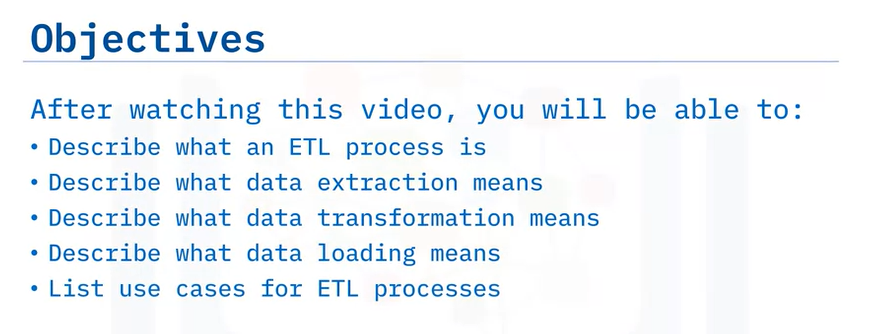 Objectives
After watching this video, you will be able to:
• Describe what an ETL process is
• Describe what data extraction means
• Describe what data transformation means
• Describe what data loading means
• List use cases for ETL processes